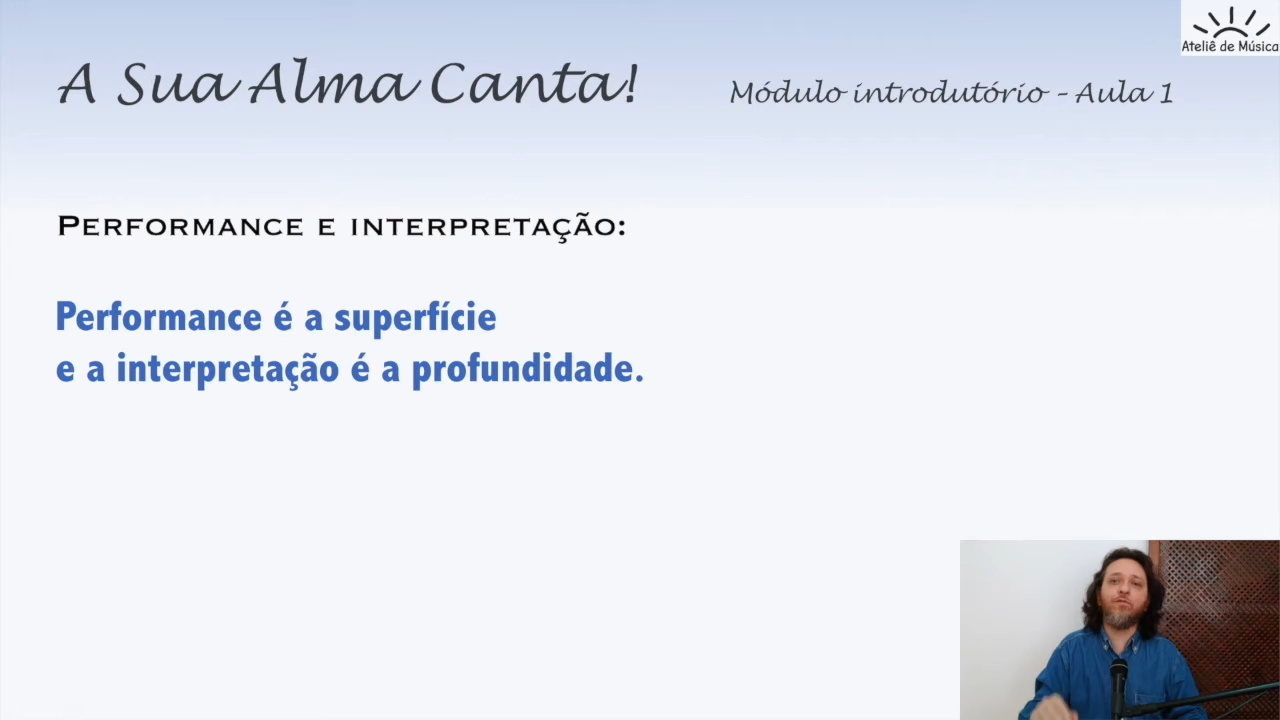 Ateliê de Música
A Sua Alma Canta!
Módulo introdutório – Aula 1
Performance e interpretação:
Performance é a superfície
e a interpretação é a profundidade.